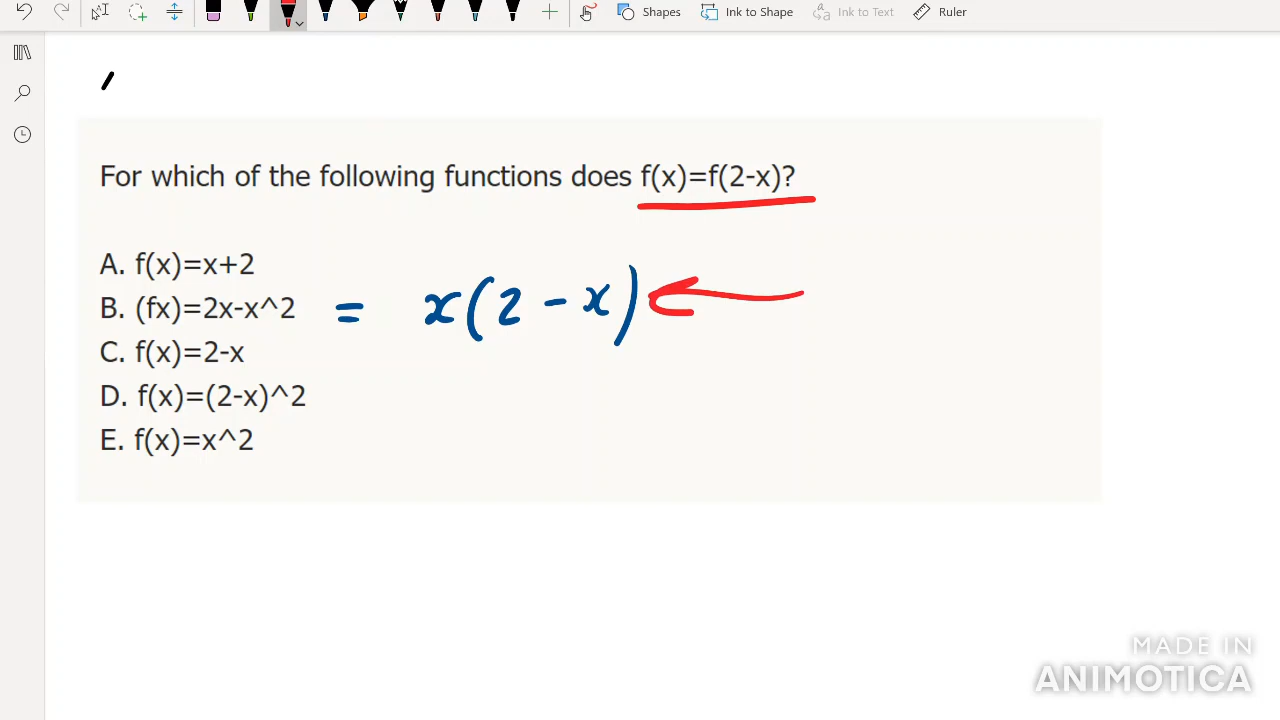 Shapes Ink to Shape Ink to Text Ruler
For which of the following functions does f(x)=f(2-x)?
A. f(x)=x+2
B. (fx)=2x-x^2 = x(2-x)
C. f(x)=2-x
D. f(x)=(2-x)^2
E. f(x)=x^2
MADE IN
ANIMOTICA